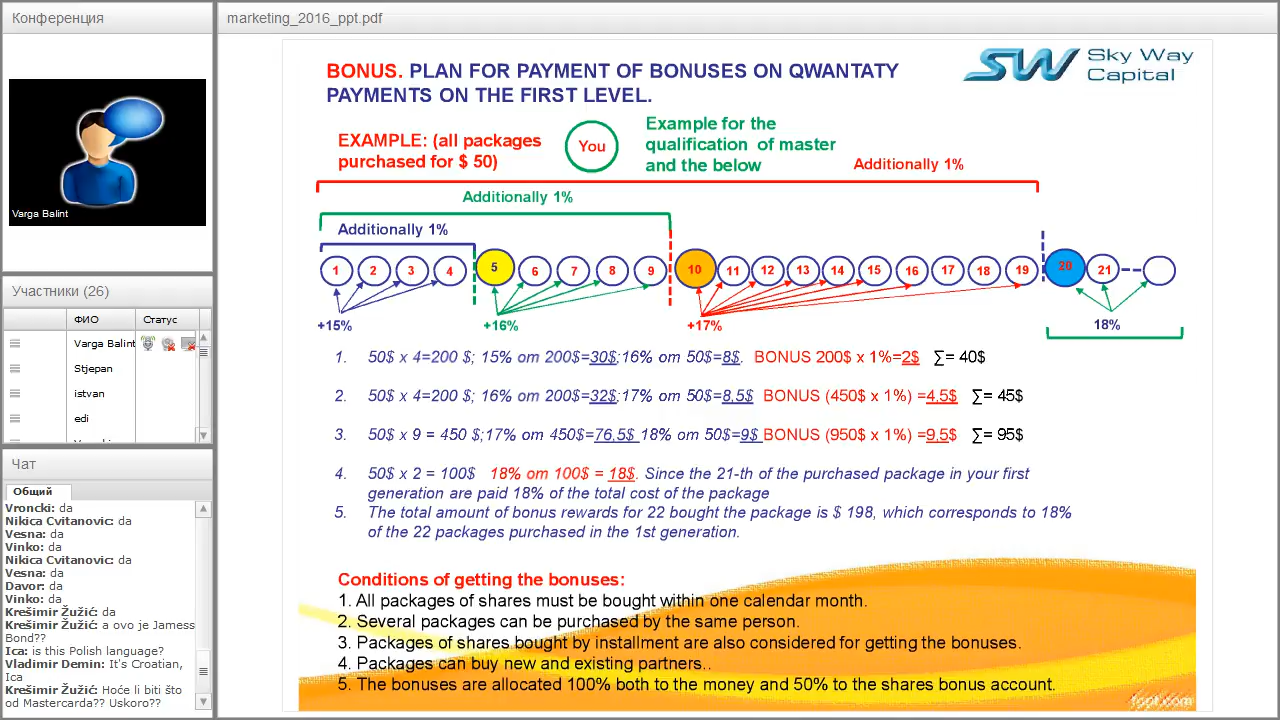 Конференция
marketing_2016_ppt.pdf
Varga Balint
Участники (26)
ФИО
Статус
Varga Balint
Stjepan
istvan
edi
Чат
Общий
Vroncki: da
Nikica Cvitanovic: da
Vesna: da
Vinko: da
Nikica Cvitanovic: da
Vesna: da
Davor: da
Vinko: da
Krešimir Žužić: da
Krešimir Žužić: a ovo je Jamess
Bond??
Ica: is this Polish language?
Vladimir Demin: It's Croatian,
Ica
Krešimir Žužić: Hoće li biti što
od Mastercarda?? Uskoro??
BONUS. PLAN FOR PAYMENT OF BONUSES ON QWANTATY
PAYMENTS ON THE FIRST LEVEL.
SW Sky Way
Capital
EXAMPLE: (all packages
purchased for $ 50)
You
Example for the
qualification of master
and the below
Additionally 1%
Additionally 1%
Additionally 1%
1 2 3 4 5 6 7 8 9 10 11 12 13 14 15 16 17 18 19 20 21
+15% +16% +17% 18%
1. 50$ x 4=200 $; 15% om 200$=30$;16% om 50$=8$. BONUS 200$ x 1%=2$ ∑= 40$
2. 50$ x 4=200 $; 16% om 200$=32$;17% om 50$=8,5$ BONUS (450$ x 1%) =4,5$ ∑= 45$
3. 50$ x 9 = 450 $;17% om 450$=76,5$ 18% om 50$=9$ BONUS (950$ x 1%) =9,5$ ∑= 95$
4. 50$ x 2 = 100$ 18% om 100$ = 18$. Since the 21-th of the purchased package in your first
generation are paid 18% of the total cost of the package
5. The total amount of bonus rewards for 22 bought the package is $ 198, which corresponds to 18%
of the 22 packages purchased in the 1st generation.
Conditions of getting the bonuses:
1. All packages of shares must be bought within one calendar month.
2. Several packages can be purchased by the same person.
3. Packages of shares bought by installment are also considered for getting the bonuses.
4. Packages can buy new and existing partners..
5. The bonuses are allocated 100% both to the money and 50% to the shares bonus account.
fppt.com